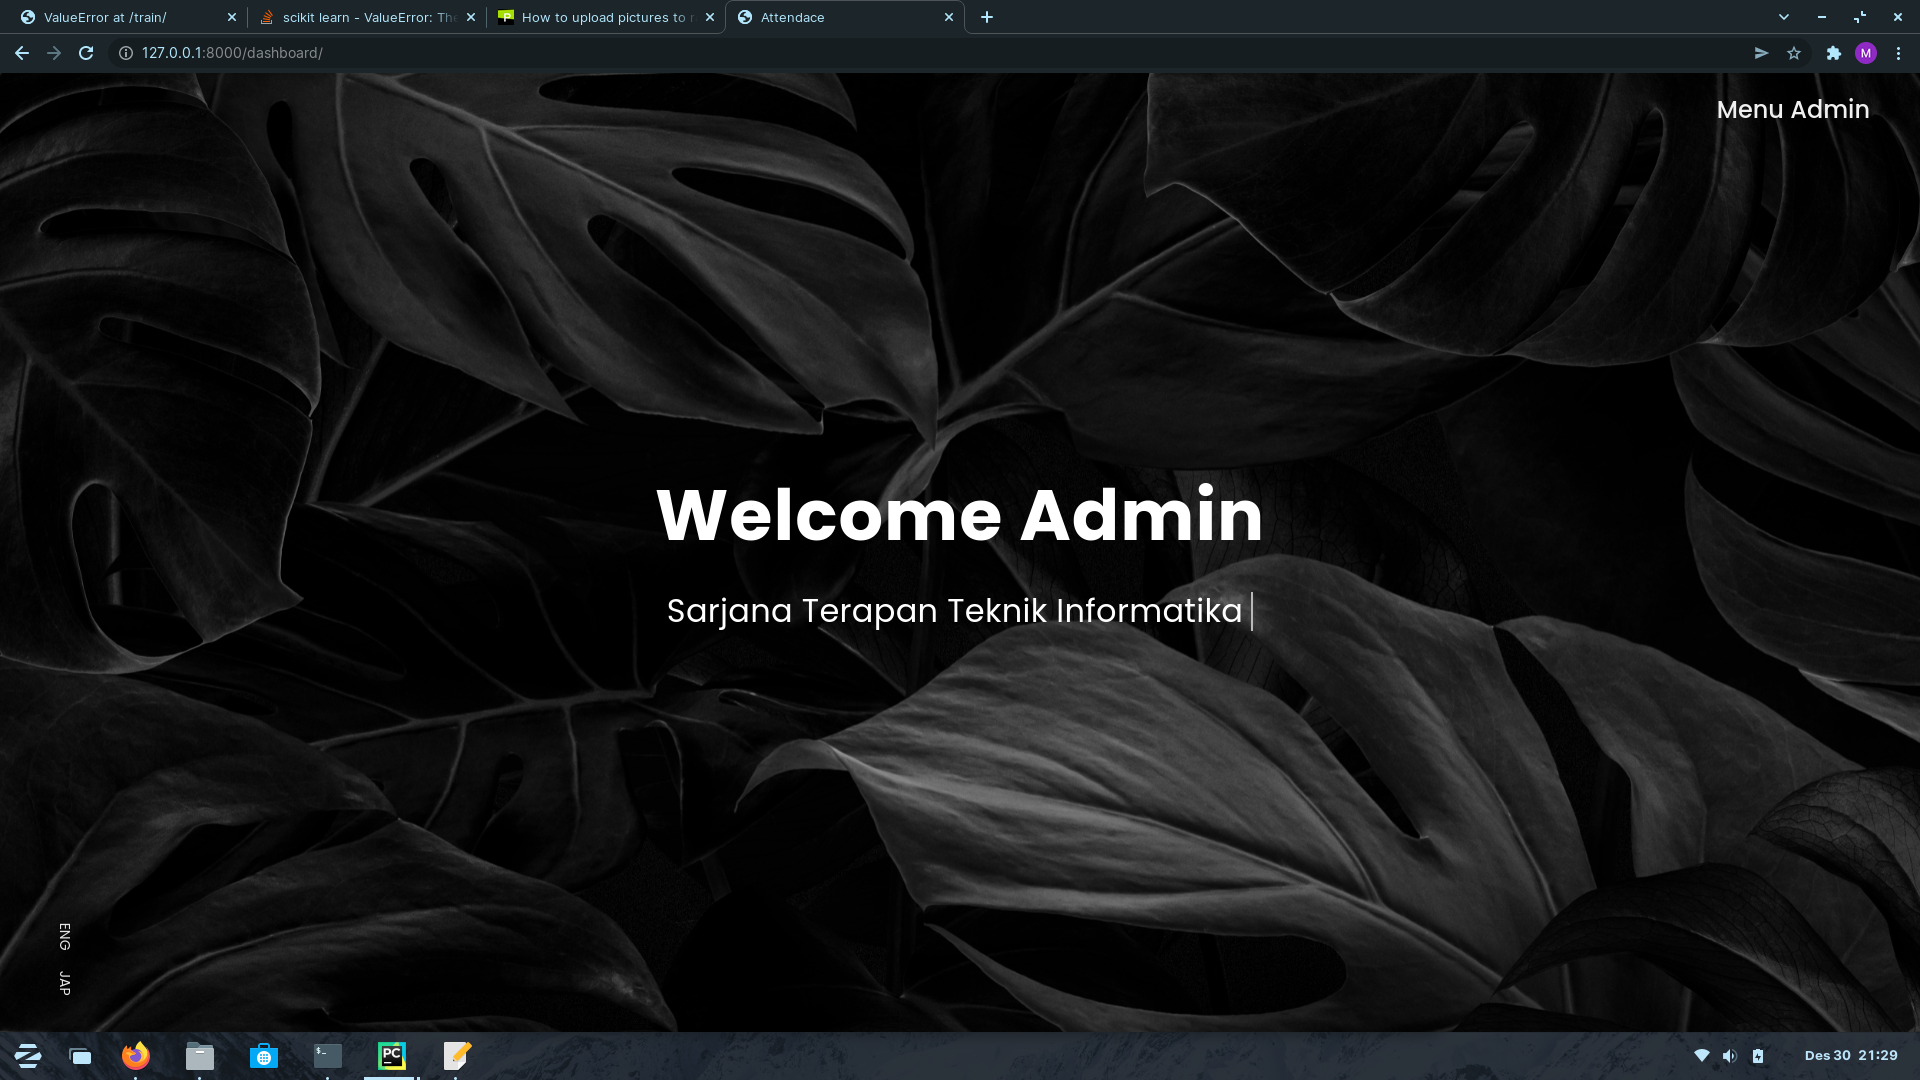 ValueError at /train/
scikit learn - ValueError: The
How to upload pictures to
Attendace
127.0.0.1:8000/dashboard/
M
Menu Admin
Welcome Admin
Sarjana Terapan Teknik Informatika
ENG
JAP
$-
PC
Des 30 21:29